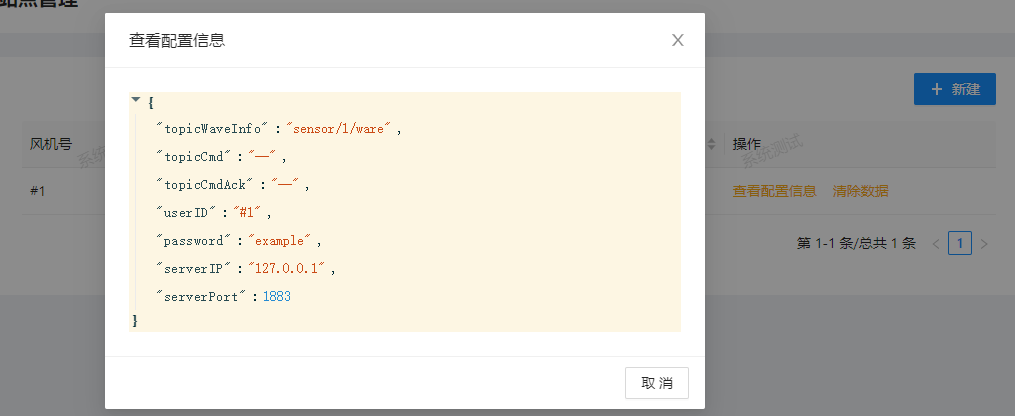 站点管理
查看配置信息
{
"topicWaveInfo" : "sensor/1/ware" ,
"topicCmd" : "—" ,
"topicCmdAck" : "—" ,
"userID" : "#1" ,
"password" : "example" ,
"serverIP" : "127.0.0.1" ,
"serverPort" : 1883
}
取 消
+ 新建
风机号
操作
系统测试
系统测试
#1
查看配置信息 清除数据
第 1-1 条/总共 1 条 < 1 >